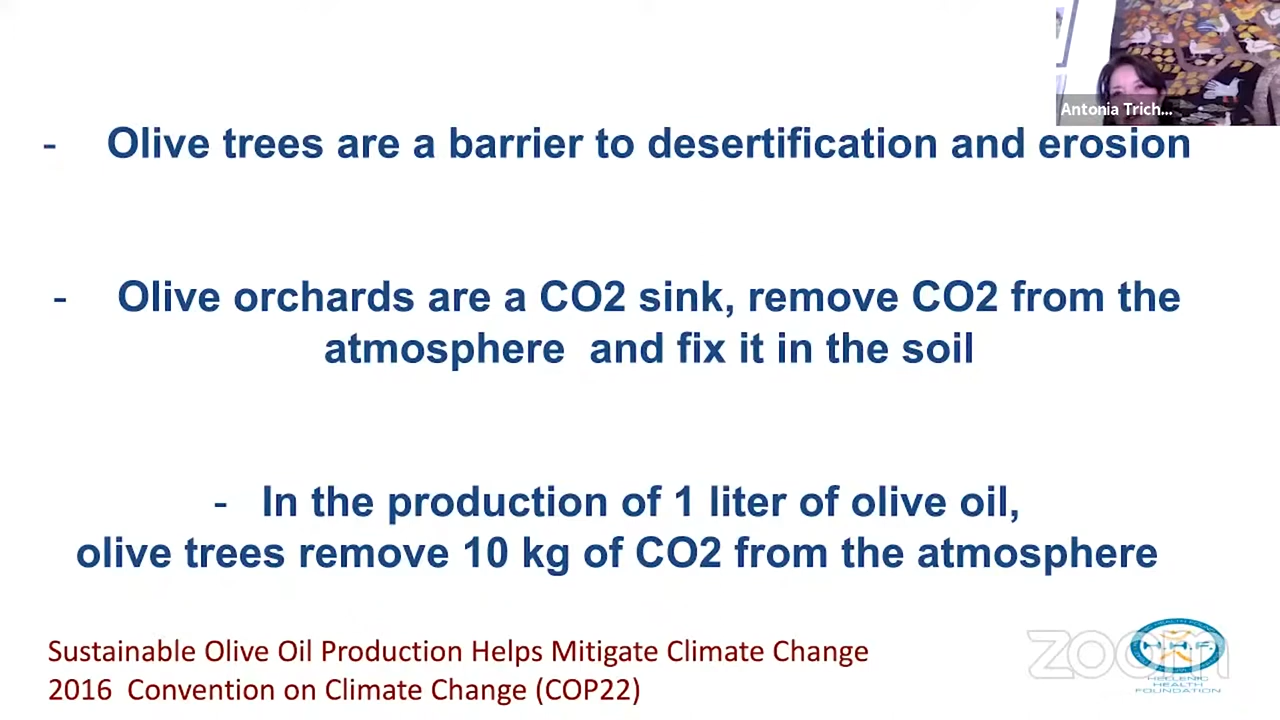 Antonia Trich...
- Olive trees are a barrier to desertification and erosion
- Olive orchards are a CO2 sink, remove CO2 from the
atmosphere and fix it in the soil
- In the production of 1 liter of olive oil,
olive trees remove 10 kg of CO2 from the atmosphere
Sustainable Olive Oil Production Helps Mitigate Climate Change
2016 Convention on Climate Change (COP22)
zoom
H.H.F.
HELLENIC
HEALTH
FOUNDATION